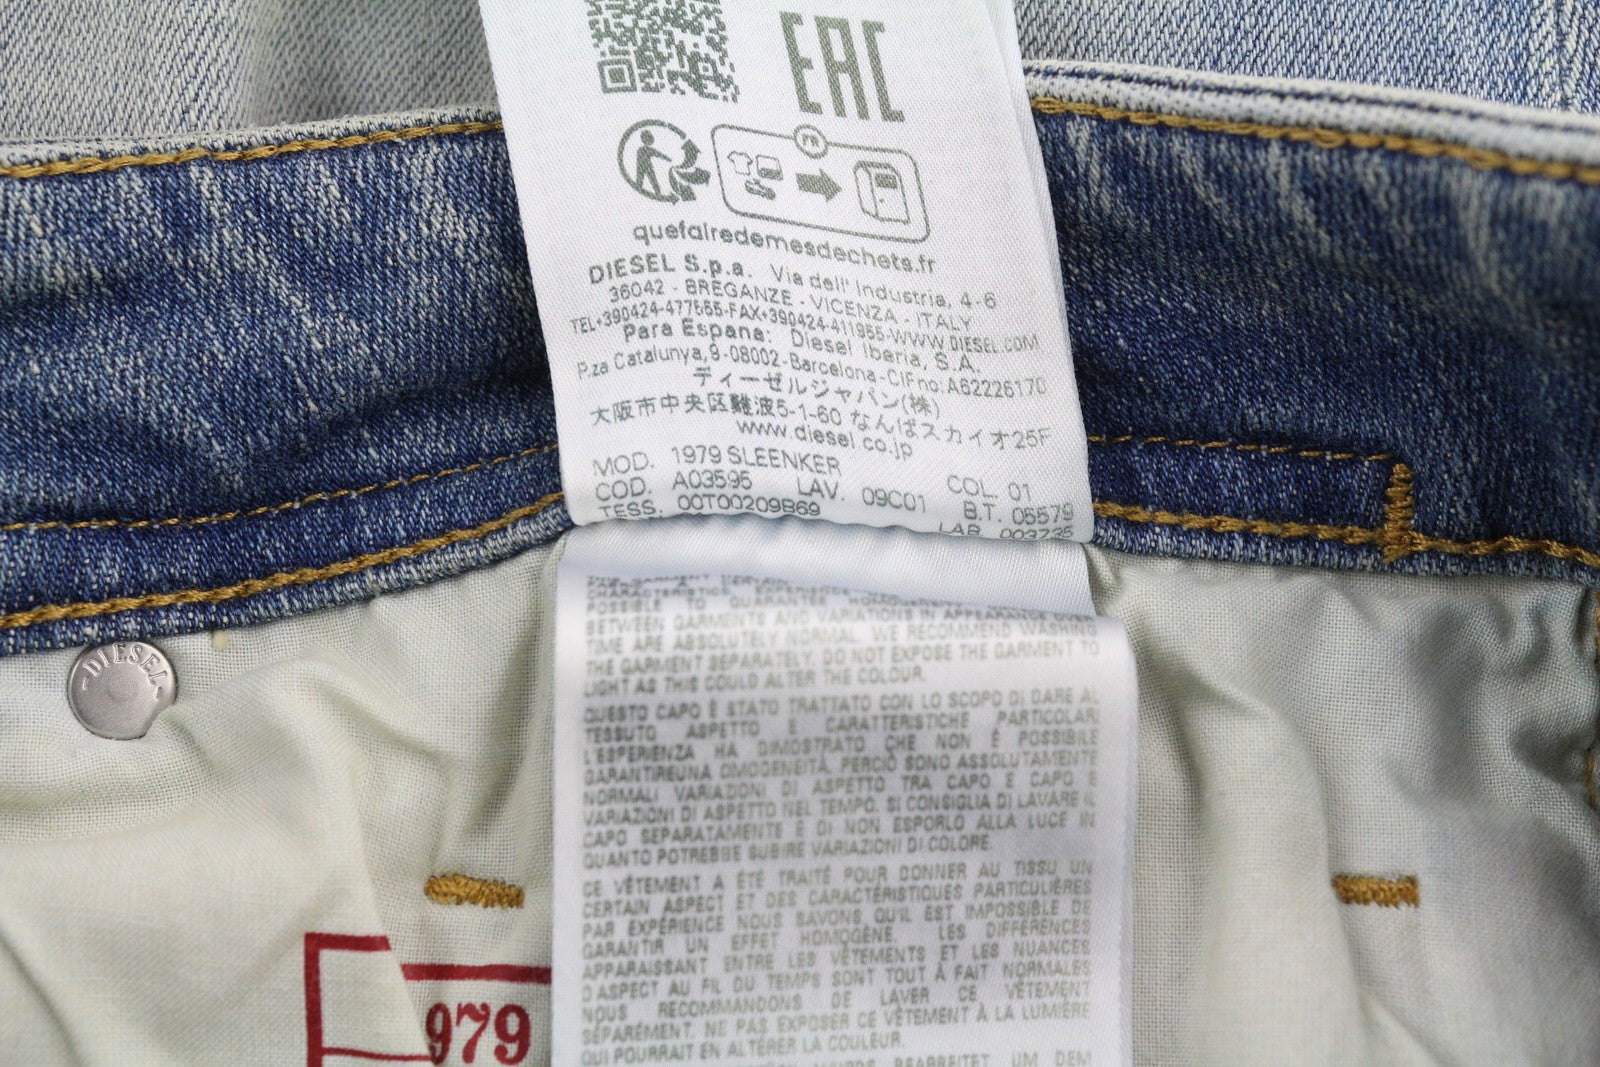 EAC
FR
quefairedemesdechets.fr
DIESEL S.p.a. Via dell' Industria, 4-6
36042 - BREGANZE - VICENZA - ITALY
TEL+390424-477555-FAX+390424-411955-WWW.DIESEL.COM
Para Espana: Diesel Iberia, S.A.
P.za Catalunya,9-08002-Barcelona-CIFno:A62226170
ディーゼルジャパン(株)
大阪市中央区難波5-1-60 なんばスカイオ25F
www.diesel.co.jp
MOD. 1979 SLEENKER
COD. A03595 LAV. 09C01 COL. 01
TESS. 00T00209B69 B.T. 05579
LAB. 003735
POSSIBLE TO GUARANTEE
BETWEEN GARMENTS AND VARIATIONS IN APPEARANCE OVER
TIME ARE ABSOLUTELY NORMAL. WE RECOMMEND WASHING
THE GARMENT SEPARATELY. DO NOT EXPOSE THE GARMENT TO
LIGHT AS THIS COULD ALTER THE COLOUR.
QUESTO CAPO È STATO TRATTATO CON LO SCOPO DI DARE AL
TESSUTO ASPETTO E CARATTERISTICHE PARTICOLARI
L'ESPERIENZA HA DIMOSTRATO CHE NON È POSSIBILE
GARANTIREUNA OMOGENEITÀ, PERCIÒ SONO ASSOLUTAMENTE
NORMALI VARIAZIONI DI ASPETTO TRA CAPO E CAPO E
VARIAZIONI DI ASPETTO NEL TEMPO. SI CONSIGLIA DI LAVARE IL
CAPO SEPARATAMENTE E DI NON ESPORLO ALLA LUCE IN
QUANTO POTREBBE SUBIRE VARIAZIONI DI COLORE.
CE VÊTEMENT A ÉTÉ TRAITÉ POUR DONNER AU TISSU UN
CERTAIN ASPECT ET DES CARACTÉRISTIQUES PARTICULIÈRES
PAR EXPÉRIENCE NOUS SAVONS QU'IL EST IMPOSSIBLE DE
GARANTIR UN EFFET HOMOGÈNE. LES DIFFÉRENCES
APPARAISSANT ENTRE LES VÊTEMENTS ET LES NUANCES
D'ASPECT AU FIL DU TEMPS SONT TOUT À FAIT NORMALES
NOUS RECOMMANDONS DE LAVER CE VÊTEMENT
SÉPARÉMENT. NE PAS EXPOSER CE VÊTEMENT À LA LUMIÈRE
QUI POURRAIT EN ALTÉRER LA COULEUR.
BEARBEITET UM DEM
DIESEL
979